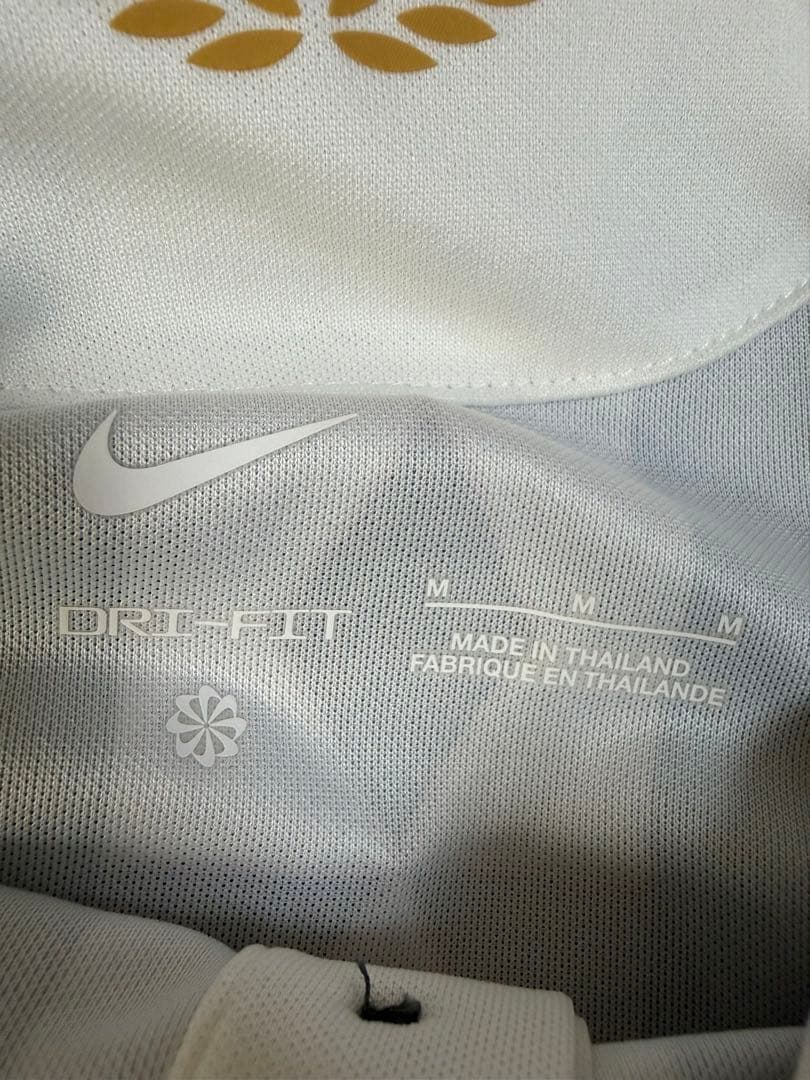 DRI-FIT
M M M
MADE IN THAILAND
FABRIQUE EN THAILANDE